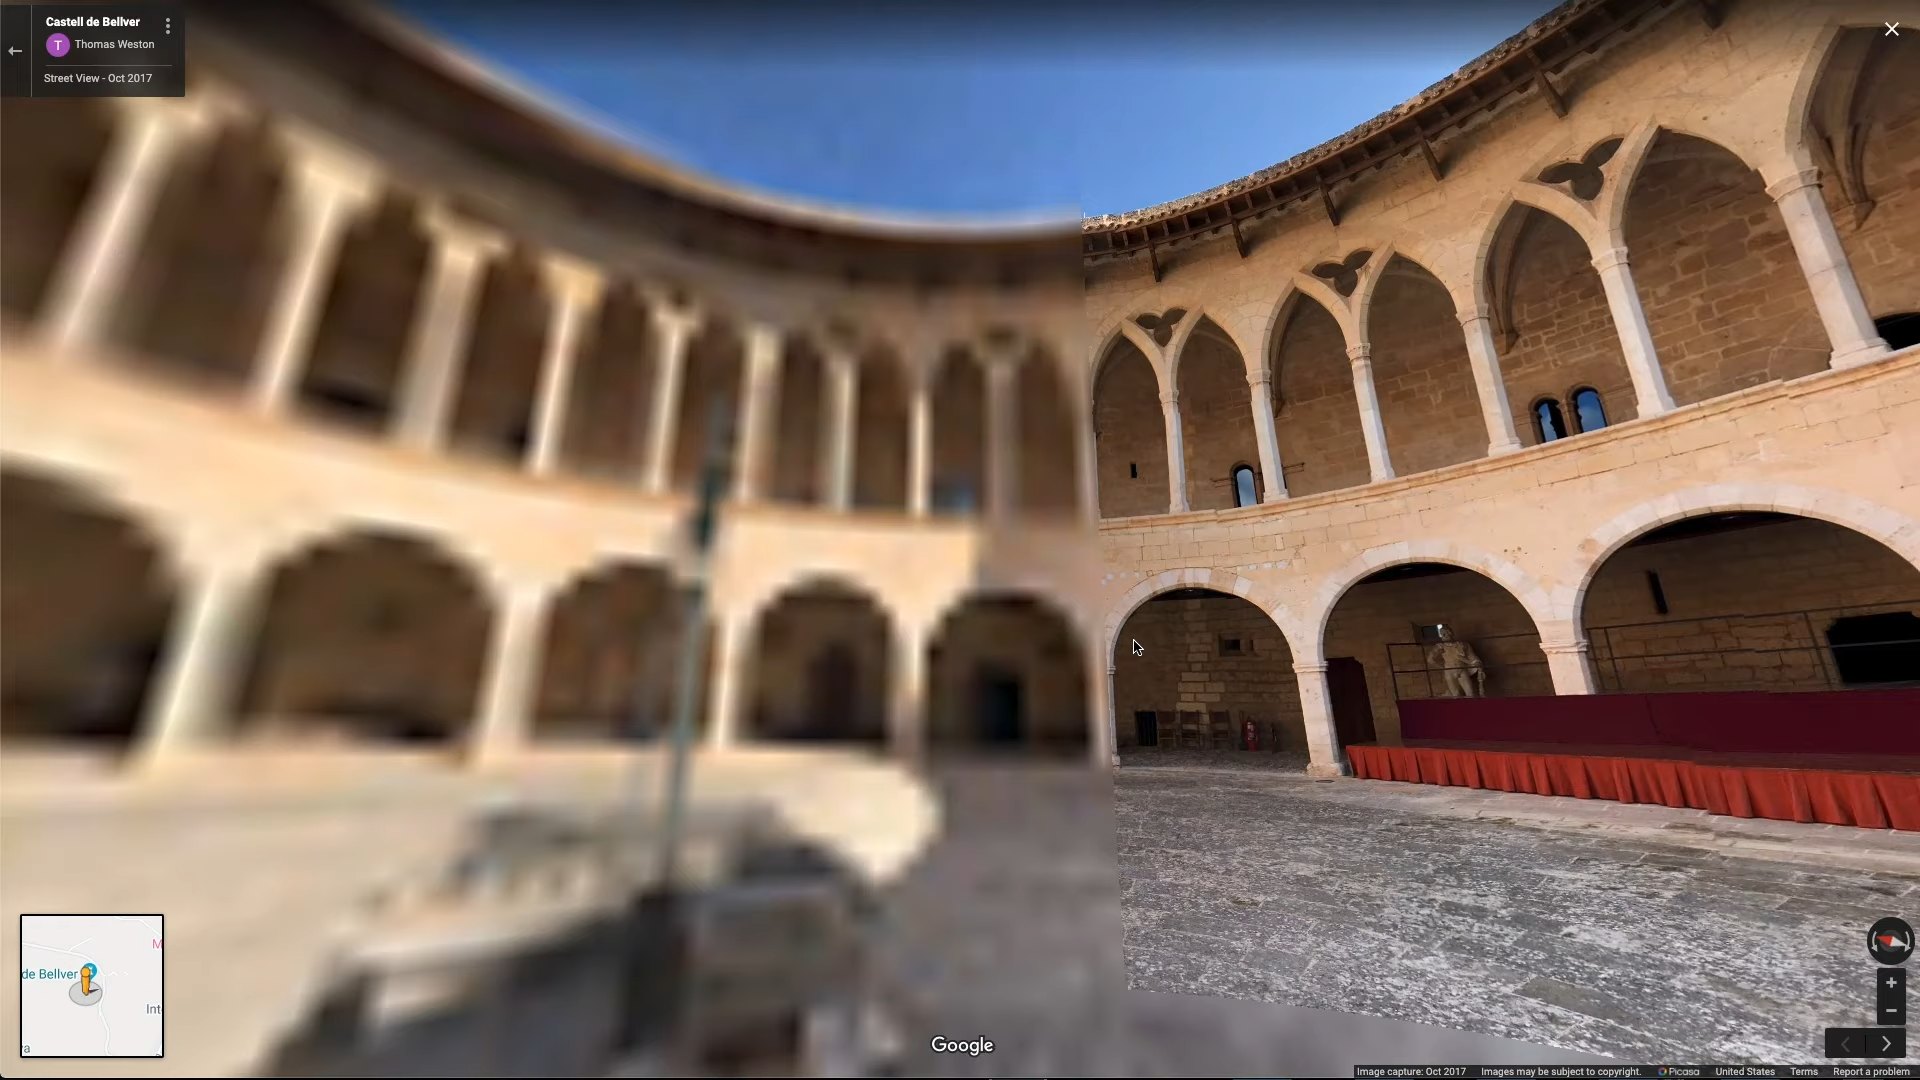 Castell de Bellver
T Thomas Weston
Street View - Oct 2017
M
de Bellver
Int
a
Google
Image capture: Oct 2017 Images may be subject to copyright. Picasa United States Terms Report a problem